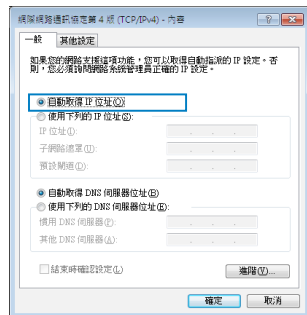 網際網路通訊協定第 4 版 (TCP/IPv4) - 內容
一般
其他設定
如果您的網路支援這項功能，您可以取得自動指派的 IP 設定。否
則，您必須詢問網路系統管理員正確的 IP 設定。
自動取得 IP 位址(O)
使用下列的 IP 位址(S):
IP 位址(I):
子網路遮罩(U):
預設閘道(D):
自動取得 DNS 伺服器位址(B)
使用下列的 DNS 伺服器位址(E):
慣用 DNS 伺服器(P):
其他 DNS 伺服器(A):
結束時確認設定(L)
進階(V)...
確定
取消